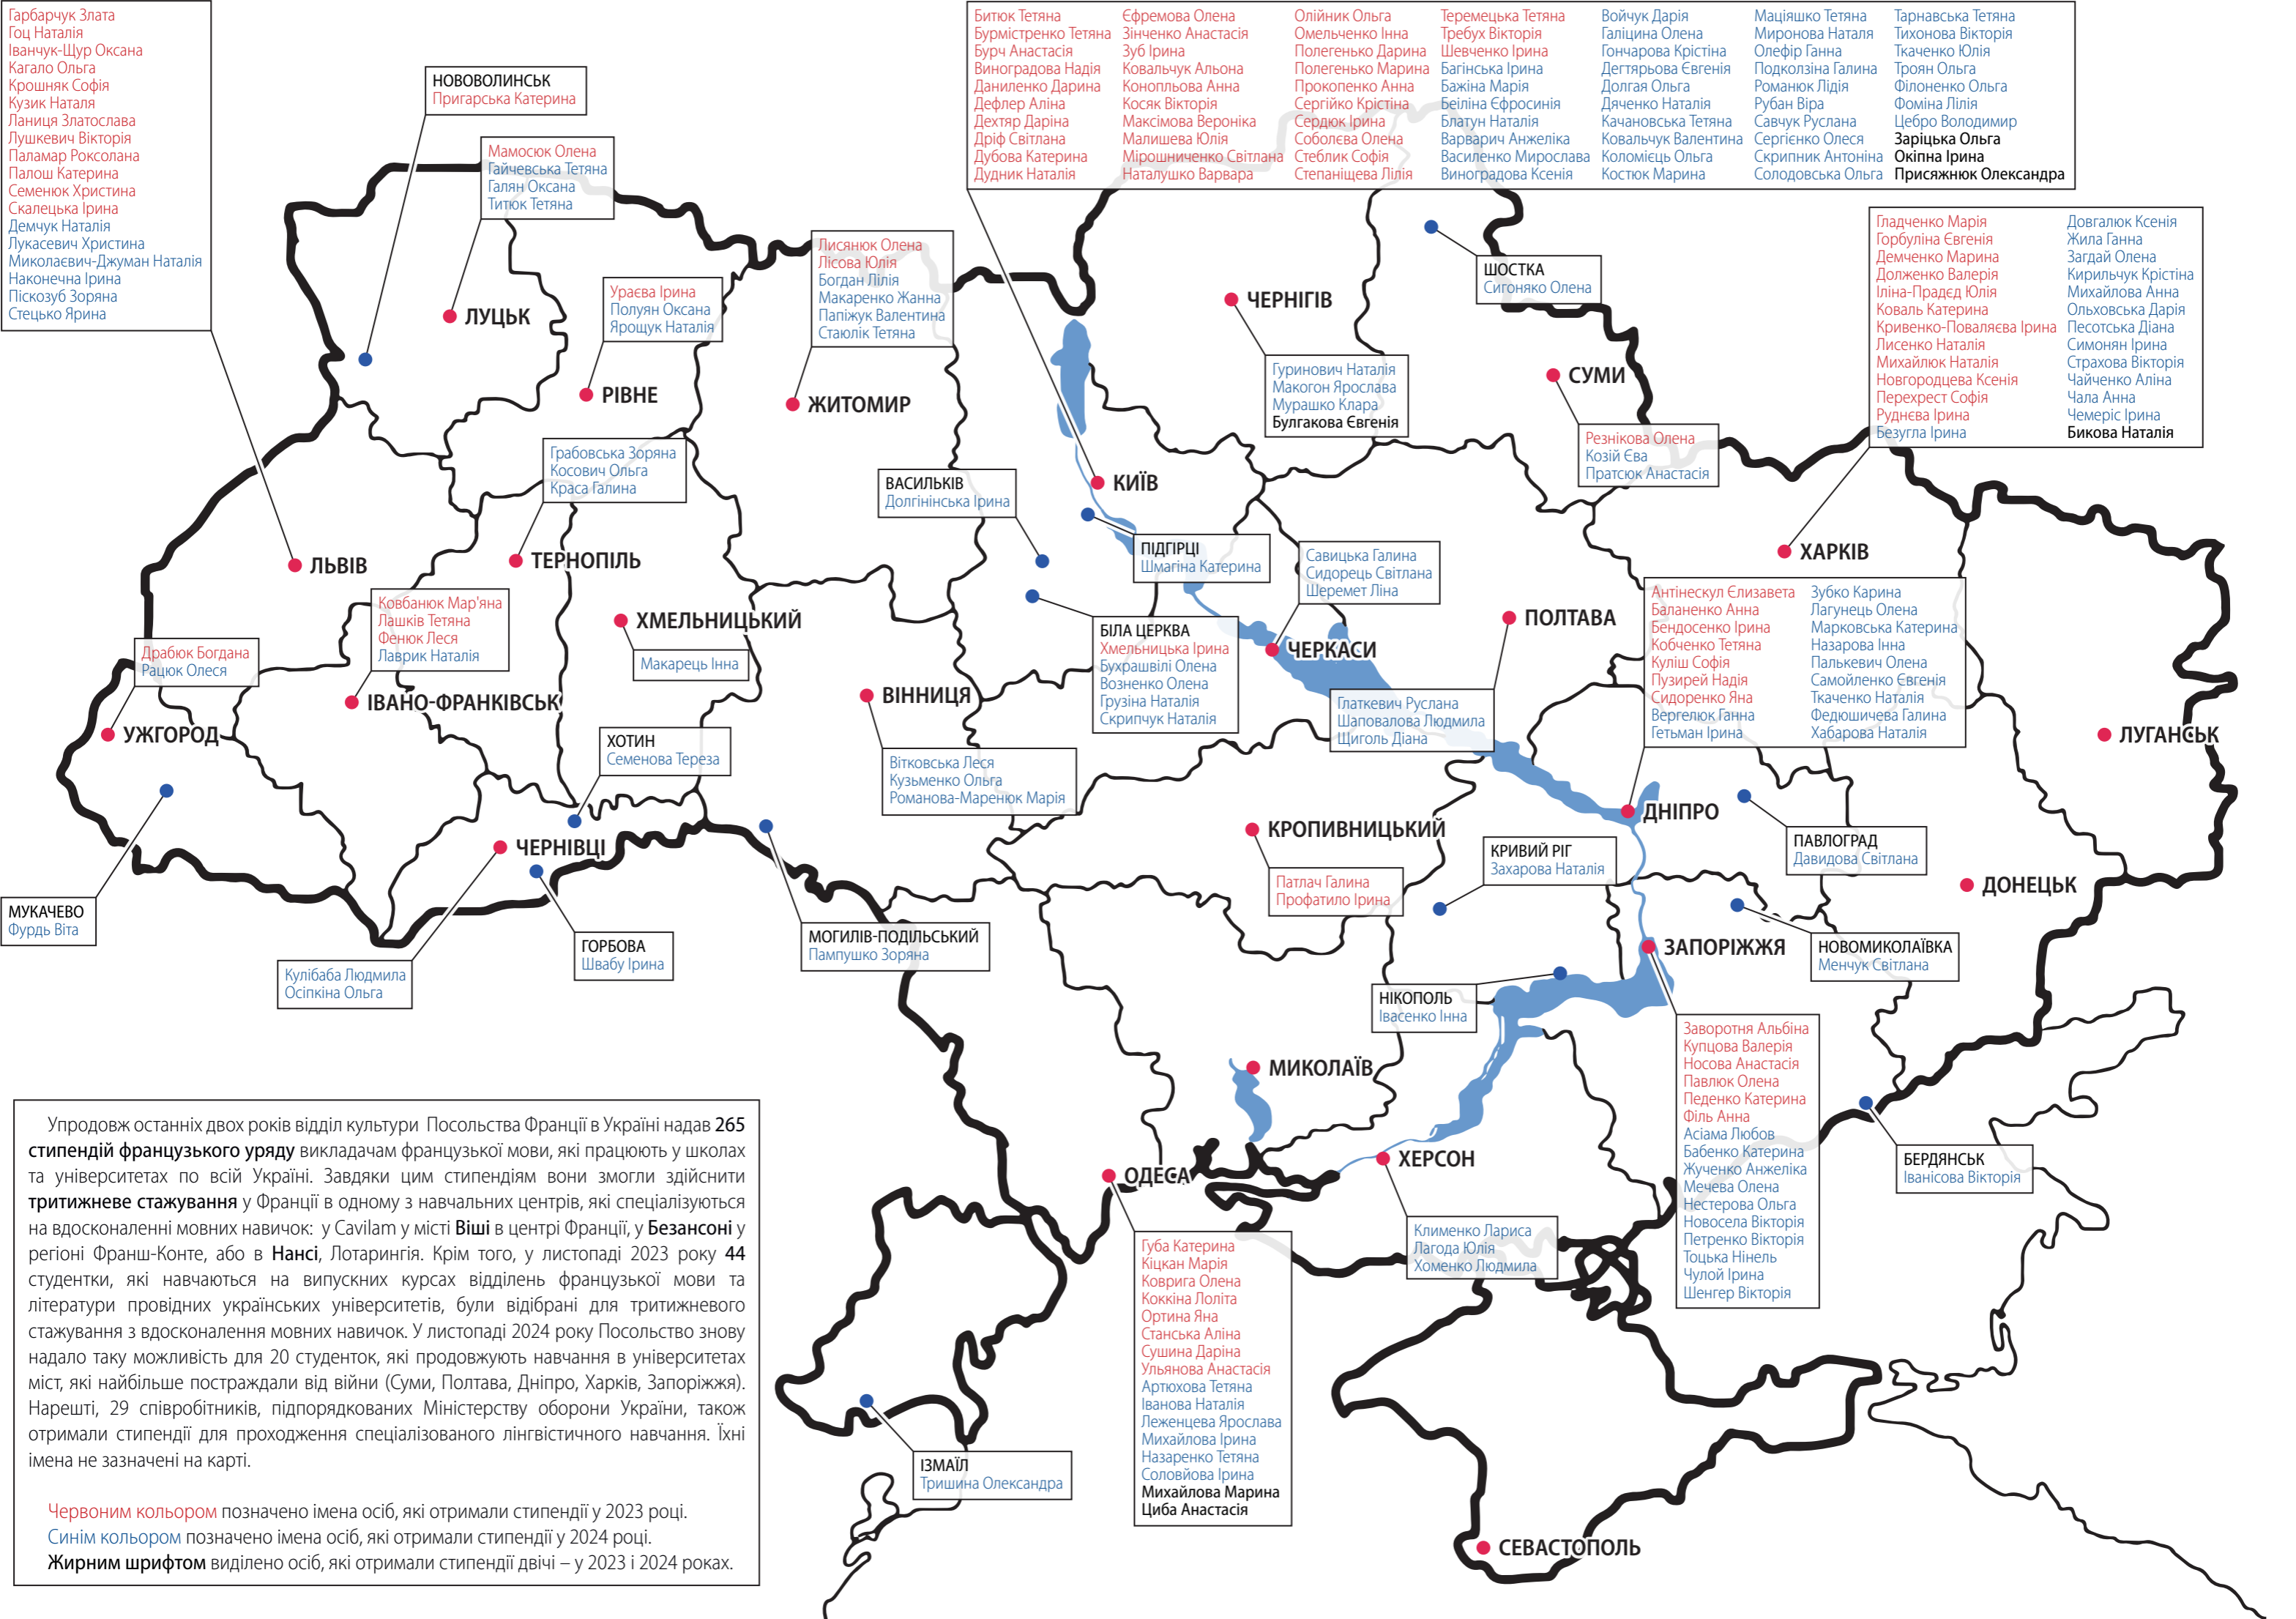 Гарбарчук Злата
Гоц Наталія
Іванчук-Щур Оксана
Кагало Ольга
Крошняк Софія
Кузик Наталя
Ланиця Златослава
Лушкевич Вікторія
Паламар Роксолана
Палош Катерина
Семенюк Христина
Скалецька Ірина
Демчук Наталія
Лукасевич Христина
Миколаєвич-Джуман Наталія
Наконечна Ірина
Піскозуб Зоряна
Стецько Ярина
НОВОВОЛИНСЬК
Пригарська Катерина
Мамосюк Олена
Гайчевська Тетяна
Галян Оксана
Титюк Тетяна
ЛУЦЬК
Ураєва Ірина
Полуян Оксана
Ярощук Наталія
РІВНЕ
Лисянюк Олена
Лісова Юлія
Богдан Лілія
Макаренко Жанна
Папіжук Валентина
Стаюлік Тетяна
ЖИТОМИР
Битюк Тетяна
Бурмістренко Тетяна
Бурч Анастасія
Виноградова Надія
Даниленко Дарина
Дефлер Аліна
Дехтяр Даріна
Дріф Світлана
Дубова Катерина
Дудник Наталія
Єфремова Олена
Зінченко Анастасія
Зуб Ірина
Ковальчук Альона
Конопльова Анна
Косяк Вікторія
Максімова Вероніка
Малишева Юлія
Мірошниченко Світлана
Наталушко Варвара
Олійник Ольга
Омельченко Інна
Полегенько Дарина
Полегенько Марина
Прокопенко Анна
Сергійко Крістіна
Сердюк Ірина
Соболєва Олена
Стеблик Софія
Степаніщева Лілія
Теремецька Тетяна
Требух Вікторія
Шевченко Ірина
Багінська Ірина
Бажіна Марія
Беіліна Єфросинія
Блатун Наталія
Варварич Анжеліка
Василенко Мирослава
Виноградова Ксенія
Войчук Дарія
Галіцина Олена
Гончарова Крістіна
Дегтярьова Євгенія
Долгая Ольга
Дяченко Наталія
Качановська Тетяна
Ковальчук Валентина
Коломієць Ольга
Костюк Марина
Маціяшко Тетяна
Миронова Наталя
Олефір Ганна
Подколзіна Галина
Романюк Лідія
Рубан Віра
Савчук Руслана
Сергієнко Олеся
Скрипник Антоніна
Солодовська Ольга
Тарнавська Тетяна
Тихонова Вікторія
Ткаченко Юлія
Троян Ольга
Філоненко Ольга
Фоміна Лілія
Цебро Володимир
Заріцька Ольга
Окіпна Ірина
Присяжнюк Олександра
КИЇВ
ЧЕРНІГІВ
Гуринович Наталія
Макогон Ярослава
Мурашко Клара
Булгакова Євгенія
ШОСТКА
Сигоняко Олена
СУМИ
Резнікова Олена
Козій Єва
Пратсюк Анастасія
Гладченко Марія
Горбуліна Євгенія
Демченко Марина
Долженко Валерія
Іліна-Прадєд Юлія
Коваль Катерина
Кривенко-Поваляєва Ірина
Лисенко Наталія
Михайлюк Наталія
Новгородцева Ксенія
Перехрест Софія
Руднєва Ірина
Безугла Ірина
Довгалюк Ксенія
Жила Ганна
Загдай Олена
Кирильчук Крістіна
Михайлова Анна
Ольховська Дарія
Песотська Діана
Симонян Ірина
Страхова Вікторія
Чайченко Аліна
Чала Анна
Чемеріс Ірина
Бикова Наталія
ХАРКІВ
Грабовська Зоряна
Косович Ольга
Краса Галина
ТЕРНОПІЛЬ
ВАСИЛЬКІВ
Долгінінська Ірина
ПІДГІРЦІ
Шмагіна Катерина
Савицька Галина
Сидорець Світлана
Шеремет Ліна
ЧЕРКАСИ
ЛЬВІВ
Ковбанюк Мар'яна
Лашків Тетяна
Фенюк Леся
Лаврик Наталія
ІВАНО-ФРАНКІВСЬК
ХМЕЛЬНИЦЬКИЙ
Макарець Інна
БІЛА ЦЕРКВА
Хмельницька Ірина
Бухрашвілі Олена
Возненко Олена
Грузіна Наталія
Скрипчук Наталія
ПОЛТАВА
Глаткевич Руслана
Шаповалова Людмила
Щиголь Діана
Антінескул Єлизавета
Баланенко Анна
Бендосенко Ірина
Кобченко Тетяна
Куліш Софія
Пузирей Надія
Сидоренко Яна
Вергелюк Ганна
Гетьман Ірина
Зубко Карина
Лагунець Олена
Марковська Катерина
Назарова Інна
Палькевич Олена
Самойленко Євгенія
Ткаченко Наталія
Федюшичева Галина
Хабарова Наталія
ДНІПРО
ЛУГАНСЬК
Драбюк Богдана
Рацюк Олеся
УЖГОРОД
ВІННИЦЯ
Вітковська Леся
Кузьменко Ольга
Романова-Маренюк Марія
ХОТИН
Семенова Тереза
ЧЕРНІВЦІ
Кулібаба Людмила
Осіпкіна Ольга
ГОРБОВА
Швабу Ірина
МУКАЧЕВО
Фурдь Віта
МОГИЛІВ-ПОДІЛЬСЬКИЙ
Пампушко Зоряна
КРОПИВНИЦЬКИЙ
Патлач Галина
Профатило Ірина
КРИВИЙ РІГ
Захарова Наталія
ПАВЛОГРАД
Давидова Світлана
ДОНЕЦЬК
НОВОМИКОЛАЇВКА
Менчук Світлана
ЗАПОРІЖЖЯ
НІКОПОЛЬ
Івасенко Інна
Заворотня Альбіна
Купцова Валерія
Носова Анастасія
Павлюк Олена
Педенко Катерина
Філь Анна
Асіама Любов
Бабенко Катерина
Жученко Анжеліка
Мечева Олена
Нестерова Ольга
Новосела Вікторія
Петренко Вікторія
Тоцька Нінель
Чулой Ірина
Шенгер Вікторія
БЕРДЯНСЬК
Іванісова Вікторія
МИКОЛАЇВ
ХЕРСОН
Клименко Лариса
Лагода Юлія
Хоменко Людмила
ОДЕСА
Губа Катерина
Кіцкан Марія
Коврига Олена
Коккіна Лоліта
Ортина Яна
Станська Аліна
Сушина Даріна
Ульянова Анастасія
Артюхова Тетяна
Іванова Наталія
Леженцева Ярослава
Михайлова Ірина
Назаренко Тетяна
Соловйова Ірина
Михайлова Марина
Циба Анастасія
ІЗМАЇЛ
Тришина Олександра
СЕВАСТОПОЛЬ
Упродовж останніх двох років відділ культури Посольства Франції в Україні надав 265
стипендій французького уряду викладачам французької мови, які працюють у школах
та університетах по всій Україні. Завдяки цим стипендіям вони змогли здійснити
тритижневе стажування у Франції в одному з навчальних центрів, які спеціалізуються
на вдосконаленні мовних навичок: у Cavilam у місті Віші в центрі Франції, у Безансоні у
регіоні Франш-Конте, або в Нансі, Лотарингія. Крім того, у листопаді 2023 року 44
студентки, які навчаються на випускних курсах відділень французької мови та
літератури провідних українських університетів, були відібрані для тритижневого
стажування з вдосконалення мовних навичок. У листопаді 2024 року Посольство знову
надало таку можливість для 20 студенток, які продовжують навчання в університетах
міст, які найбільше постраждали від війни (Суми, Полтава, Дніпро, Харків, Запоріжжя).
Нарешті, 29 співробітників, підпорядкованих Міністерству оборони України, також
отримали стипендії для проходження спеціалізованого лінгвістичного навчання. Їхні
імена не зазначені на карті.
Червоним кольором позначено імена осіб, які отримали стипендії у 2023 році.
Синім кольором позначено імена осіб, які отримали стипендії у 2024 році.
Жирним шрифтом виділено осіб, які отримали стипендії двічі – у 2023 і 2024 роках.